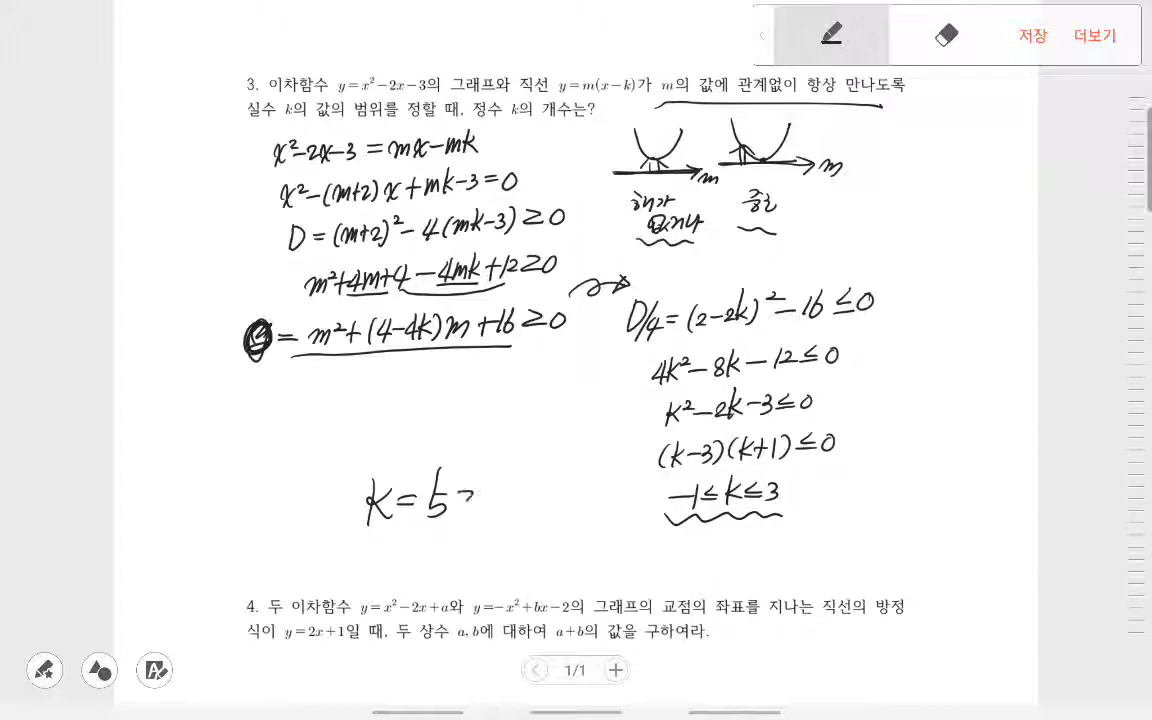 저장 더보기
3. 이차함수 y=x²-2x-3의 그래프와 직선 y=m(x-k)가 m의 값에 관계없이 항상 만나도록
실수 k의 값의 범위를 정할 때, 정수 k의 개수는?
x²-2x-3=mx-mk
x²-(m+2)x+mk-3=0
D=(m+2)²-4(mk-3)≥0
m²+4m+4-4mk+12≥0
=m²+(4-4k)m+16≥0
m
m
해가
없거나
중근
D/4=(2-2k)²-16≤0
4k²-8k-12≤0
k²-2k-3≤0
(k-3)(k+1)≤0
-1≤k≤3
k=5
4. 두 이차함수 y=x²-2x+a와 y=-x²+bx-2의 그래프의 교점의 좌표를 지나는 직선의 방정
식이 y=2x+1일 때, 두 상수 a, b에 대하여 a+b의 값을 구하여라.
1/1